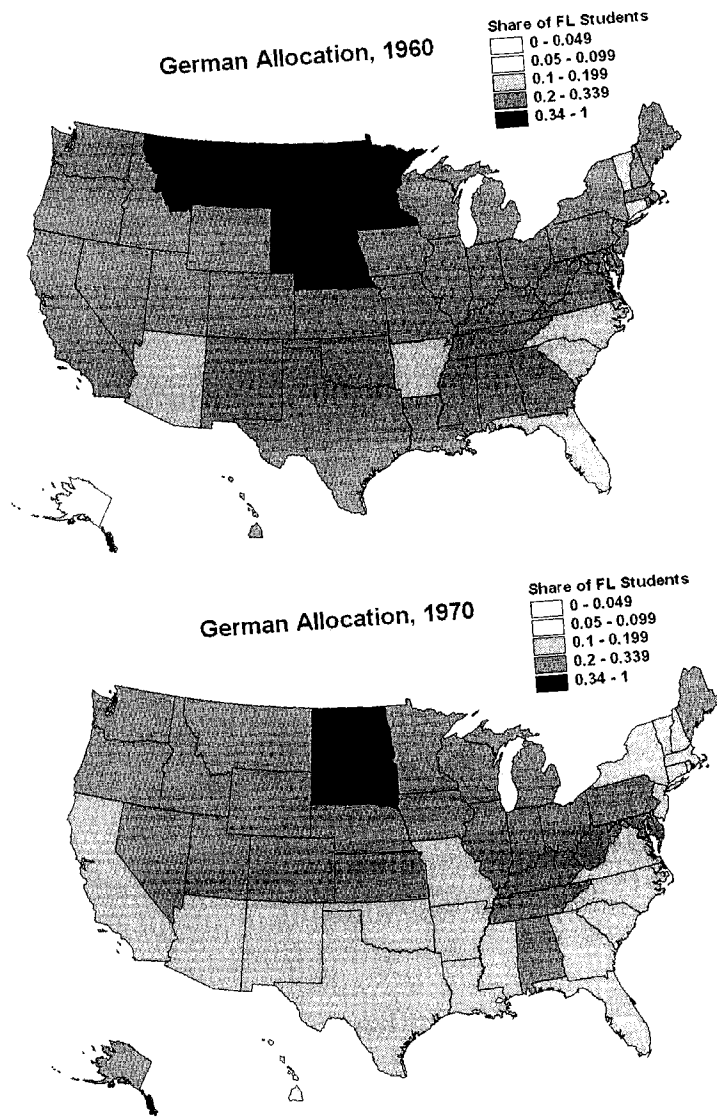 German Allocation, 1960
Share of FL Students
0 - 0.049
0.05 - 0.099
0.1 - 0.199
0.2 - 0.339
0.34 - 1
German Allocation, 1970
Share of FL Students
0 - 0.049
0.05 - 0.099
0.1 - 0.199
0.2 - 0.339
0.34 - 1